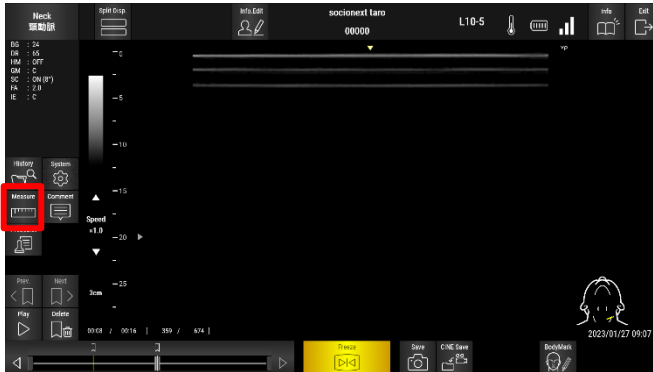 Neck
頸動脈
Split Disp.
Info.Edit
socionext taro
00000
L10-5
Info
Exit
BG : 24
DR : 65
HM : OFF
GM : C
SC : ON (8°)
FA : 2.0
IE : C
0
5
10
15
20
25
VP
History
System
Measure
Comment
Speed
×1.0
3cm
Prev.
Next
Play
Delete
00:08 / 00:16 | 359 / 674 |
2023/01/27 09:07
Freeze
Save
CINE Save
BodyMark